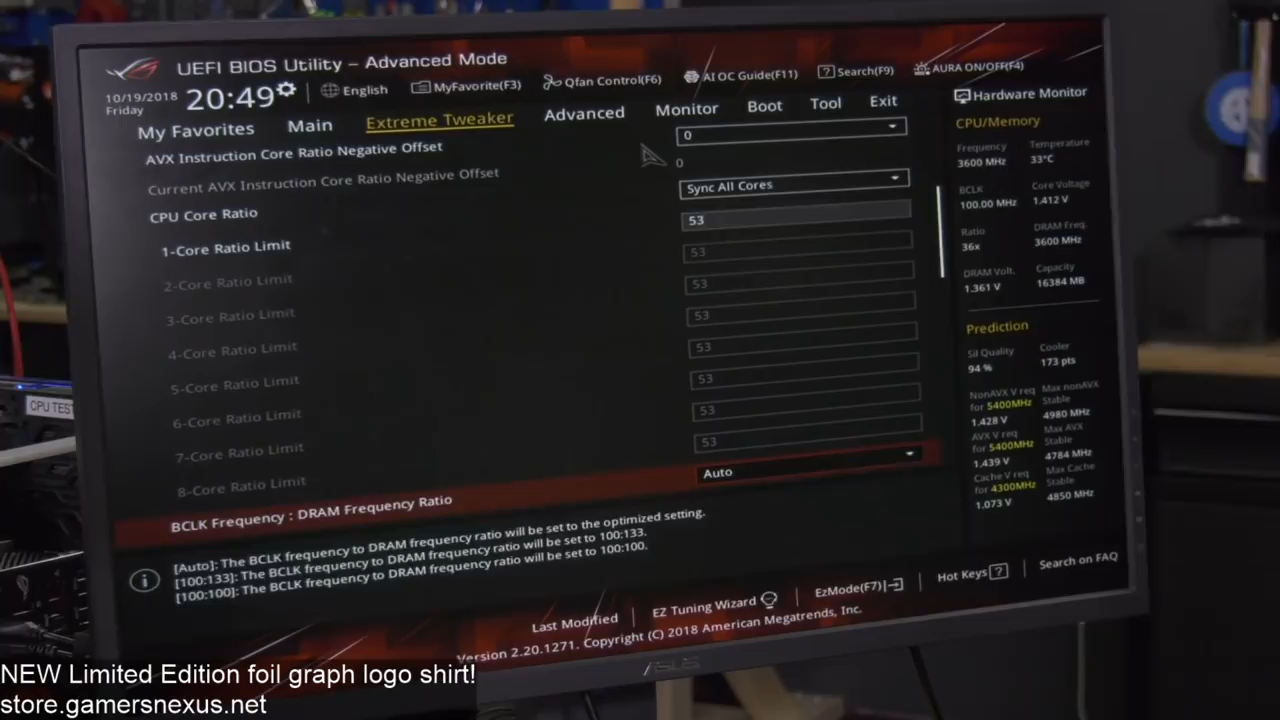 UEFI BIOS Utility – Advanced Mode
10/19/2018
Friday
20:49
English
MyFavorite(F3)
Qfan Control(F6)
AI OC Guide(F11)
? Search(F9)
AURA ON/OFF(F4)
My Favorites
Main
Extreme Tweaker
Advanced
Monitor
Boot
Tool
Exit
AVX Instruction Core Ratio Negative Offset
0
Current AVX Instruction Core Ratio Negative Offset
0
CPU Core Ratio
Sync All Cores
1-Core Ratio Limit
53
2-Core Ratio Limit
53
3-Core Ratio Limit
53
4-Core Ratio Limit
53
5-Core Ratio Limit
53
6-Core Ratio Limit
53
7-Core Ratio Limit
53
8-Core Ratio Limit
53
BCLK Frequency : DRAM Frequency Ratio
Auto
[Auto]: The BCLK frequency to DRAM frequency ratio will be set to the optimized setting.
[100:133]: The BCLK frequency to DRAM frequency ratio will be set to 100:133.
[100:100]: The BCLK frequency to DRAM frequency ratio will be set to 100:100.
Hardware Monitor
CPU/Memory
Frequency
3600 MHz
Temperature
33°C
BCLK
100.00 MHz
Core Voltage
1.412 V
Ratio
36x
DRAM Freq.
3600 MHz
DRAM Volt.
1.361 V
Capacity
16384 MB
Prediction
Sil Quality
94 %
Cooler
173 pts
NonAVX V req
for 5400MHz
1.428 V
Max nonAVX
Stable
4980 MHz
AVX V req
for 5400MHz
1.439 V
Max AVX
Stable
4784 MHz
Cache V req
for 4300MHz
1.073 V
Max Cache
Stable
4850 MHz
Last Modified
EZ Tuning Wizard
EzMode(F7)
Hot Keys ?
Search on FAQ
Version 2.20.1271. Copyright (C) 2018 American Megatrends, Inc.
ASUS
CPU TEST
NEW Limited Edition foil graph logo shirt!
store.gamersnexus.net